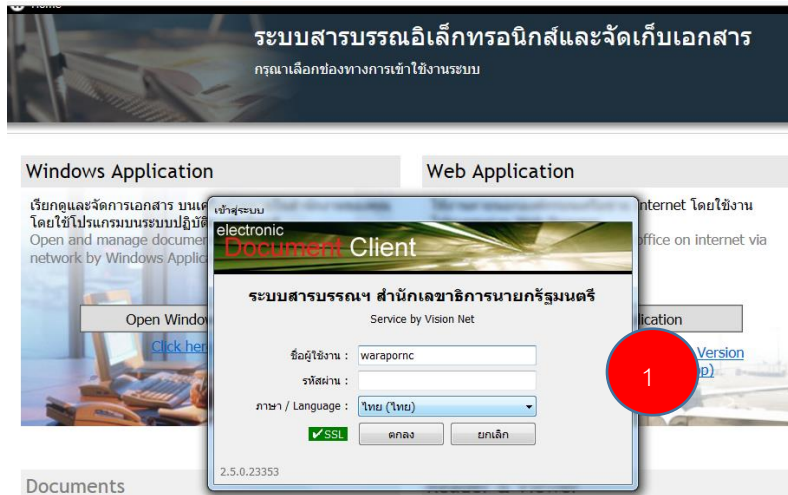 Home
ระบบสารบรรณอิเล็กทรอนิกส์และจัดเก็บเอกสาร
กรุณาเลือกช่องทางการเข้าใช้งานระบบ
Windows Application
Web Application
เรียกดูและจัดการเอกสาร บนเค
โดยใช้โปรแกรมบนระบบปฏิบัติ
Open and manage documen
network by Windows Applica
nternet โดยใช้งาน
office on internet via
Open Window
lication
Click her
Version
pp)
เข้าสู่ระบบ
electronic
Document Client
ระบบสารบรรณฯ สำนักเลขาธิการนายกรัฐมนตรี
Service by Vision Net
ชื่อผู้ใช้งาน : warapornc
รหัสผ่าน :
ภาษา / Language : ไทย (ไทย)
✔SSL ตกลง ยกเลิก
2.5.0.23353
1
Documents